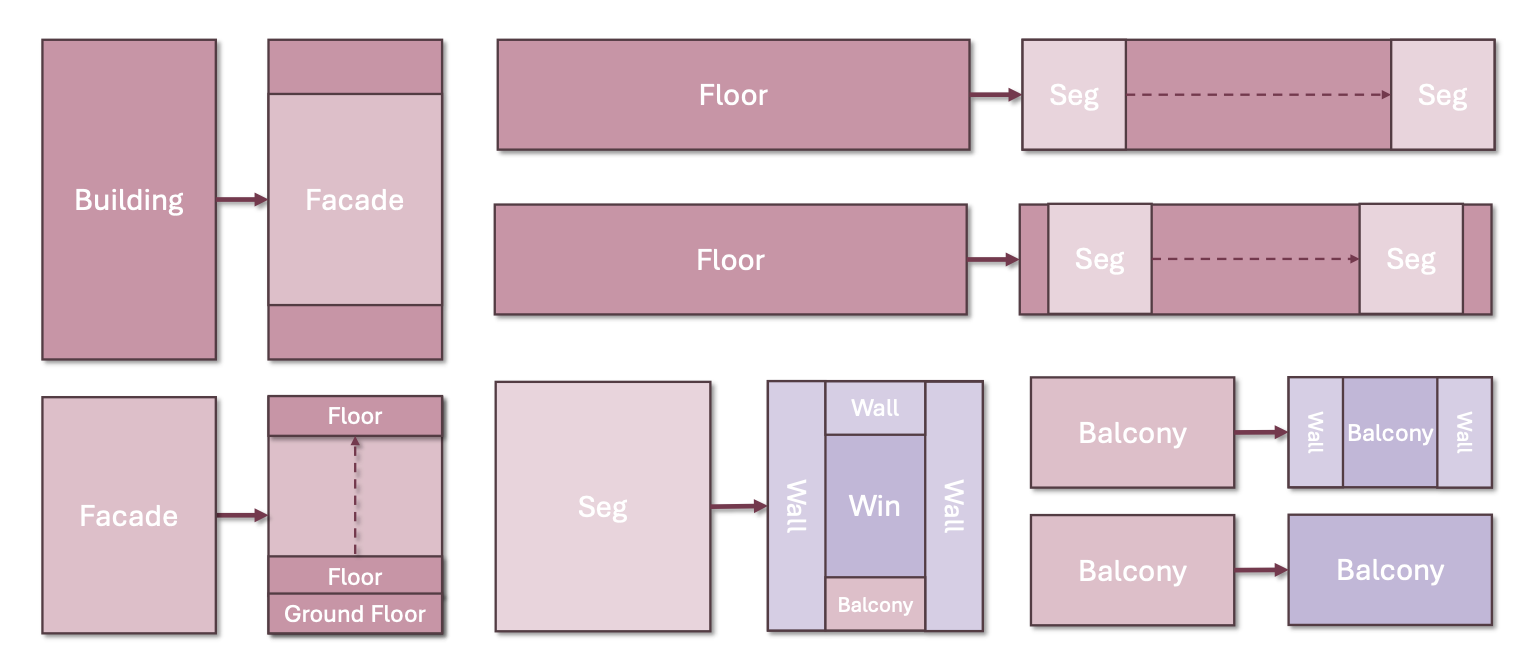 Building
Facade
Floor
Seg
Seg
Floor
Seg
Seg
Facade
Floor
Floor
Ground Floor
Seg
Wall
Wall
Win
Balcony
Wall
Balcony
Wall
Balcony
Wall
Balcony
Balcony